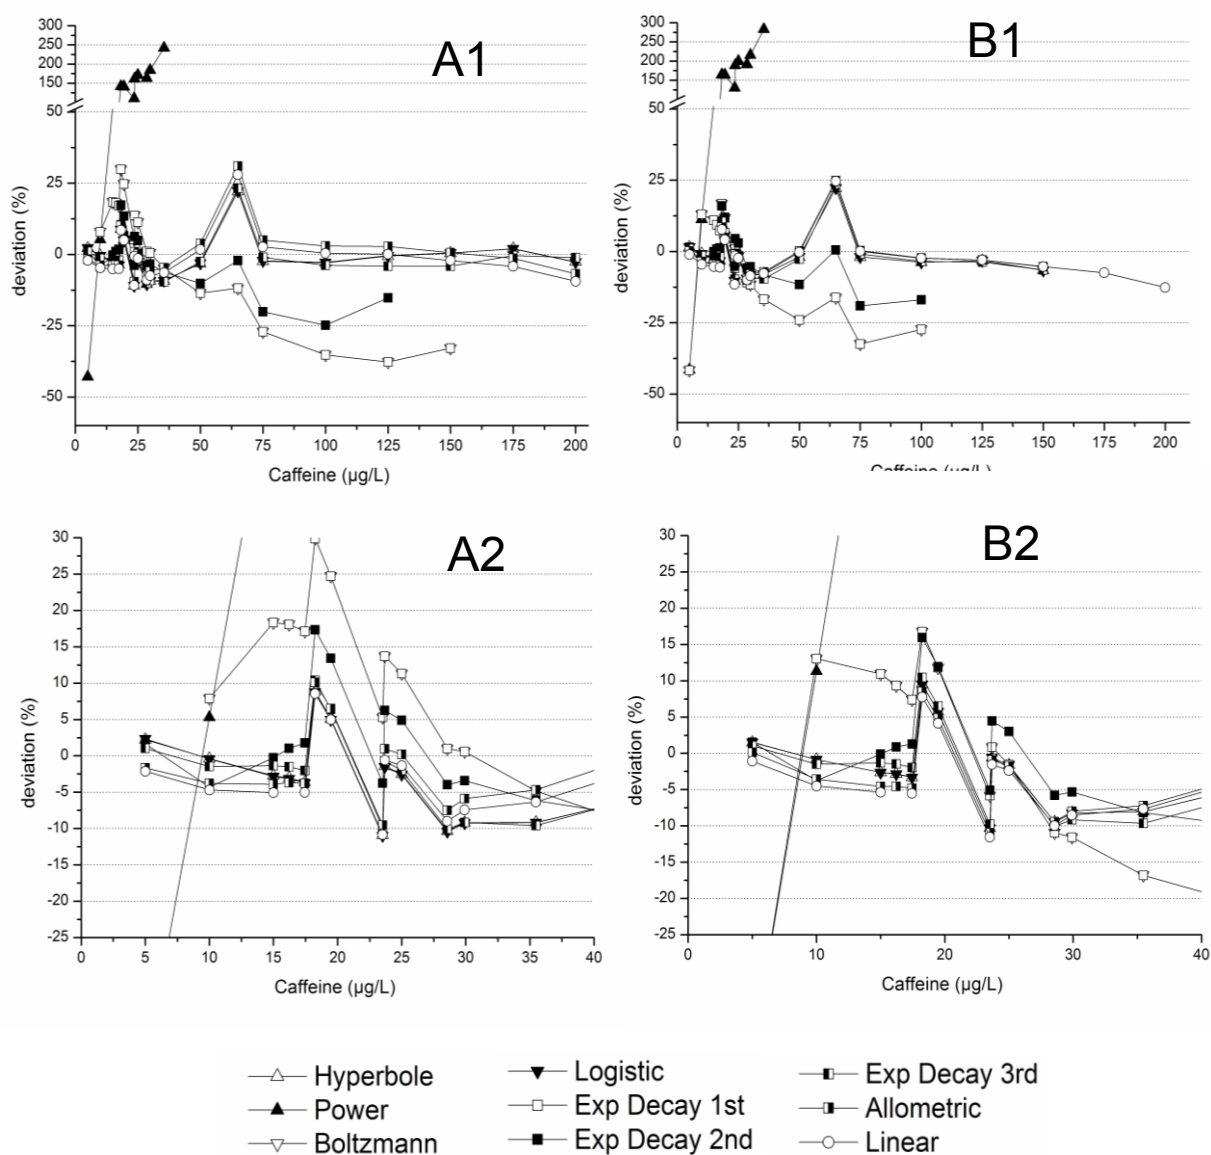 A1
300
250
200
150
50
25
0
-25
-50
deviation (%)
0 25 50 75 100 125 150 175 200
Caffeine (µg/L)
B1
300
250
200
150
50
25
0
-25
-50
deviation (%)
0 25 50 75 100 125 150 175 200
Caffeine (µg/L)
A2
30
25
20
15
10
5
0
-5
-10
-15
-20
-25
deviation (%)
0 5 10 15 20 25 30 35 40
Caffeine (µg/L)
B2
30
25
20
15
10
5
0
-5
-10
-15
-20
-25
deviation (%)
0 10 20 30 40
Caffeine (µg/L)
Hyperbole
Power
Boltzmann
Logistic
Exp Decay 1st
Exp Decay 2nd
Exp Decay 3rd
Allometric
Linear